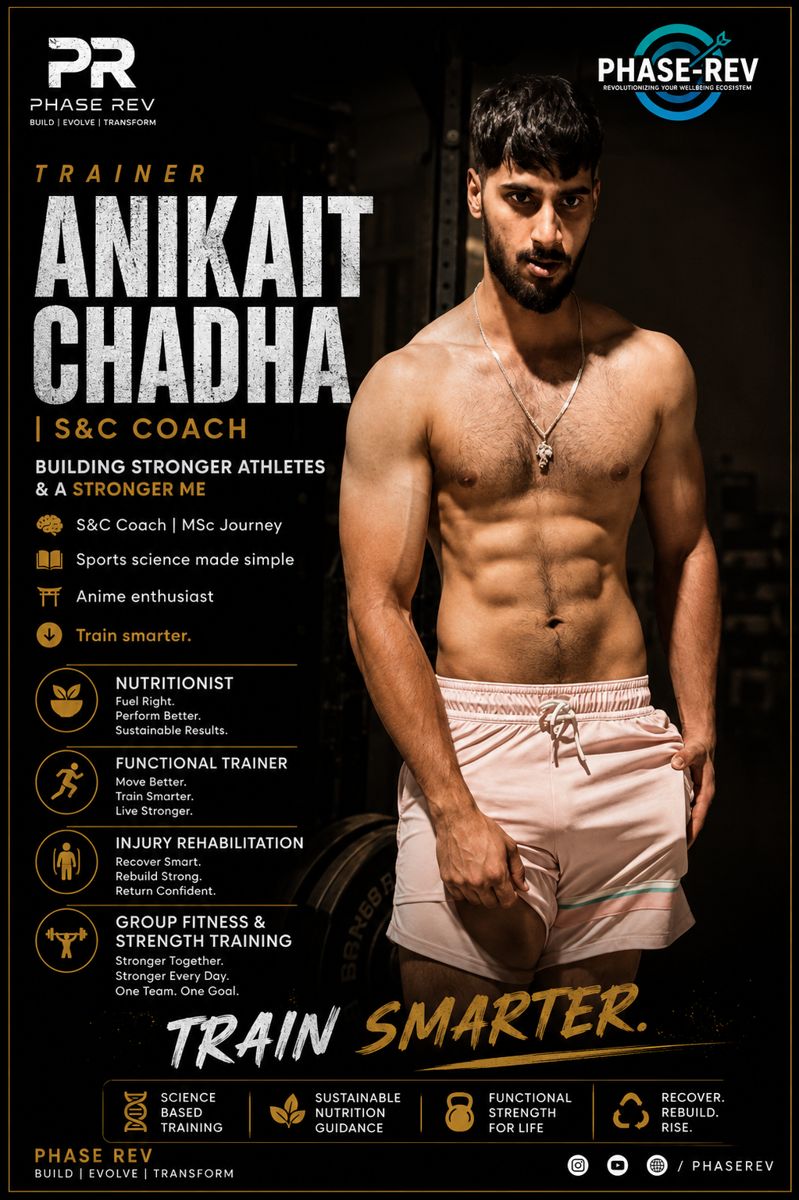 PR
PHASE REV
BUILD | EVOLVE | TRANSFORM
PHASE-REV
REVOLUTIONIZING YOUR WELLBEING ECOSYSTEM
TRAINER
ANIKAIT
CHADHA
| S&C COACH
BUILDING STRONGER ATHLETES
& A STRONGER ME
S&C Coach | MSc Journey
Sports science made simple
Anime enthusiast
Train smarter.
NUTRITIONIST
Fuel Right.
Perform Better.
Sustainable Results.
FUNCTIONAL TRAINER
Move Better.
Train Smarter.
Live Stronger.
INJURY REHABILITATION
Recover Smart.
Rebuild Strong.
Return Confident.
GROUP FITNESS &
STRENGTH TRAINING
Stronger Together.
Stronger Every Day.
One Team. One Goal.
TRAIN SMARTER.
SCIENCE
BASED
TRAINING
SUSTAINABLE
NUTRITION
GUIDANCE
FUNCTIONAL
STRENGTH
FOR LIFE
RECOVER.
REBUILD.
RISE.
PHASE REV
BUILD | EVOLVE | TRANSFORM
/ PHASEREV